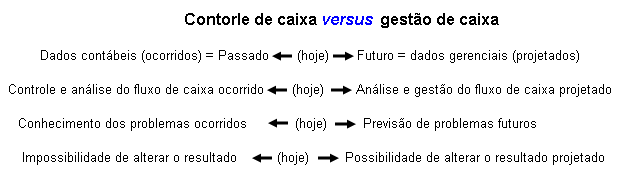 Contorle de caixa versus gestão de caixa
Dados contábeis (ocorridos) = Passado (hoje) Futuro = dados gerenciais (projetados)
Controle e análise do fluxo de caixa ocorrido (hoje) Análise e gestão do fluxo de caixa projetado
Conhecimento dos problemas ocorridos (hoje) Previsão de problemas futuros
Impossibilidade de alterar o resultado (hoje) Possibilidade de alterar o resultado projetado